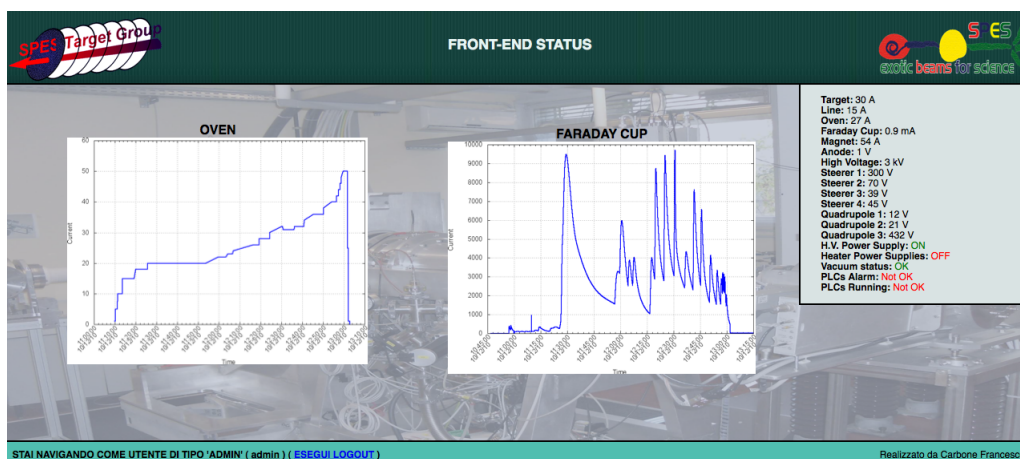 SPES Target Group
FRONT-END STATUS
SPES
exotic beams for science
OVEN
60
50
40
30
20
10
0
Current
Time
FARADAY CUP
10000
9000
8000
7000
6000
5000
4000
3000
2000
1000
0
Current
Time
Target: 30 A
Line: 15 A
Oven: 27 A
Faraday Cup: 0.9 mA
Magnet: 54 A
Anode: 1 V
High Voltage: 3 kV
Steerer 1: 300 V
Steerer 2: 70 V
Steerer 3: 39 V
Steerer 4: 45 V
Quadrupole 1: 12 V
Quadrupole 2: 21 V
Quadrupole 3: 432 V
H.V. Power Supply: ON
Heater Power Supplies: OFF
Vacuum status: OK
PLCs Alarm: Not OK
PLCs Running: Not OK
STAI NAVIGANDO COME UTENTE DI TIPO 'ADMIN' ( admin ) ( ESEGUI LOGOUT )
Realizzato da Carbone Francesc